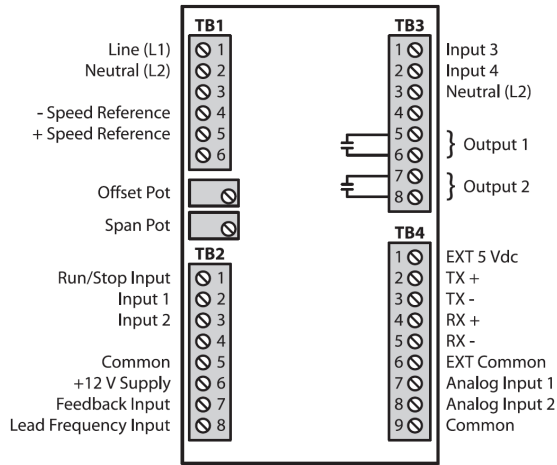 TB1
Line (L1) 1
Neutral (L2) 2
3
- Speed Reference 4
+ Speed Reference 5
6
Offset Pot
Span Pot
TB2
Run/Stop Input 1
Input 1 2
Input 2 3
4
Common 5
+12 V Supply 6
Feedback Input 7
Lead Frequency Input 8
TB3
1 Input 3
2 Input 4
3 Neutral (L2)
4
5
6
} Output 1
7
8
} Output 2
TB4
1 EXT 5 Vdc
2 TX +
3 TX -
4 RX +
5 RX -
6 EXT Common
7 Analog Input 1
8 Analog Input 2
9 Common